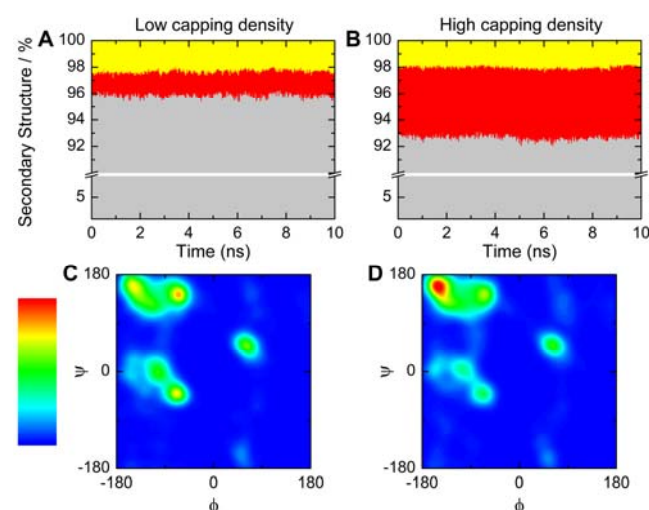 Low capping density
High capping density
A
B
Secondary Structure / %
100
98
96
94
92
5
0 2 4 6 8 10
Time (ns)
100
98
96
94
92
5
0 2 4 6 8 10
Time (ns)
C
D
180
0
-180
ψ
-180 0 180
ϕ
180
0
-180
ψ
-180 0 180
ϕ